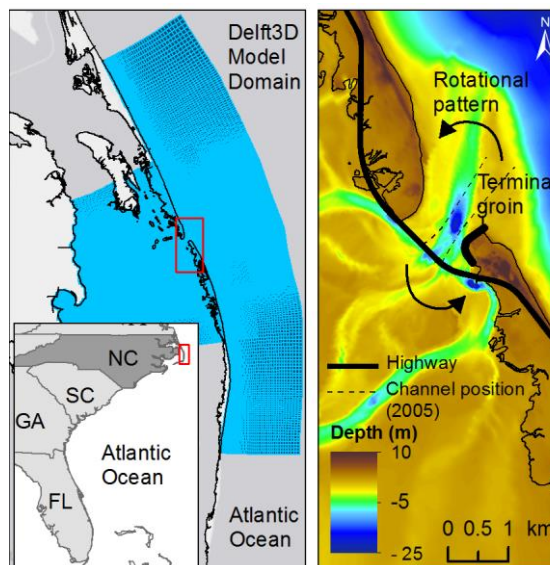 Delft3D
Model
Domain
NC
SC
GA
FL
Atlantic
Ocean
Atlantic
Ocean
N
Rotational
pattern
Terminal
groin
Highway
Channel position
(2005)
Depth (m)
10
-5
-25
0 0.5 1
km